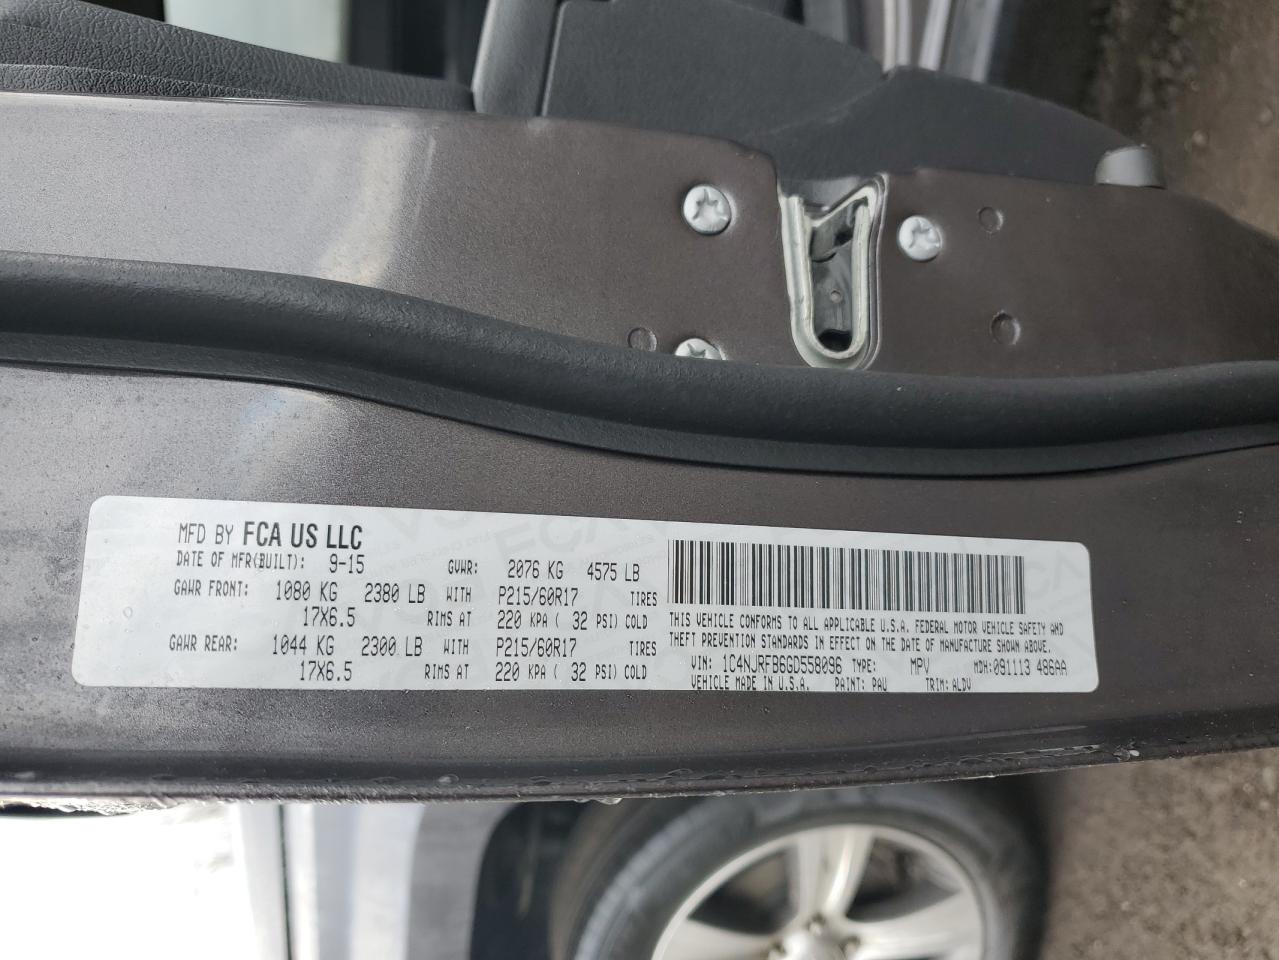 MFD BY FCA US LLC
DATE OF MFR(BUILT): 9-15 GVWR: 2076 KG 4575 LB
GAWR FRONT: 1080 KG 2380 LB WITH P215/60R17 TIRES
17X6.5 RIMS AT 220 KPA ( 32 PSI) COLD
GAWR REAR: 1044 KG 2300 LB WITH P215/60R17 TIRES
17X6.5 RIMS AT 220 KPA ( 32 PSI) COLD
THIS VEHICLE CONFORMS TO ALL APPLICABLE U.S.A. FEDERAL MOTOR VEHICLE SAFETY AND
THEFT PREVENTION STANDARDS IN EFFECT ON THE DATE OF MANUFACTURE SHOWN ABOVE.
VIN: 1C4NJRFB6GD558096 TYPE: MPV MDH:091113 486AA
VEHICLE MADE IN U.S.A. PAINT: PAU TRIM: ALDV